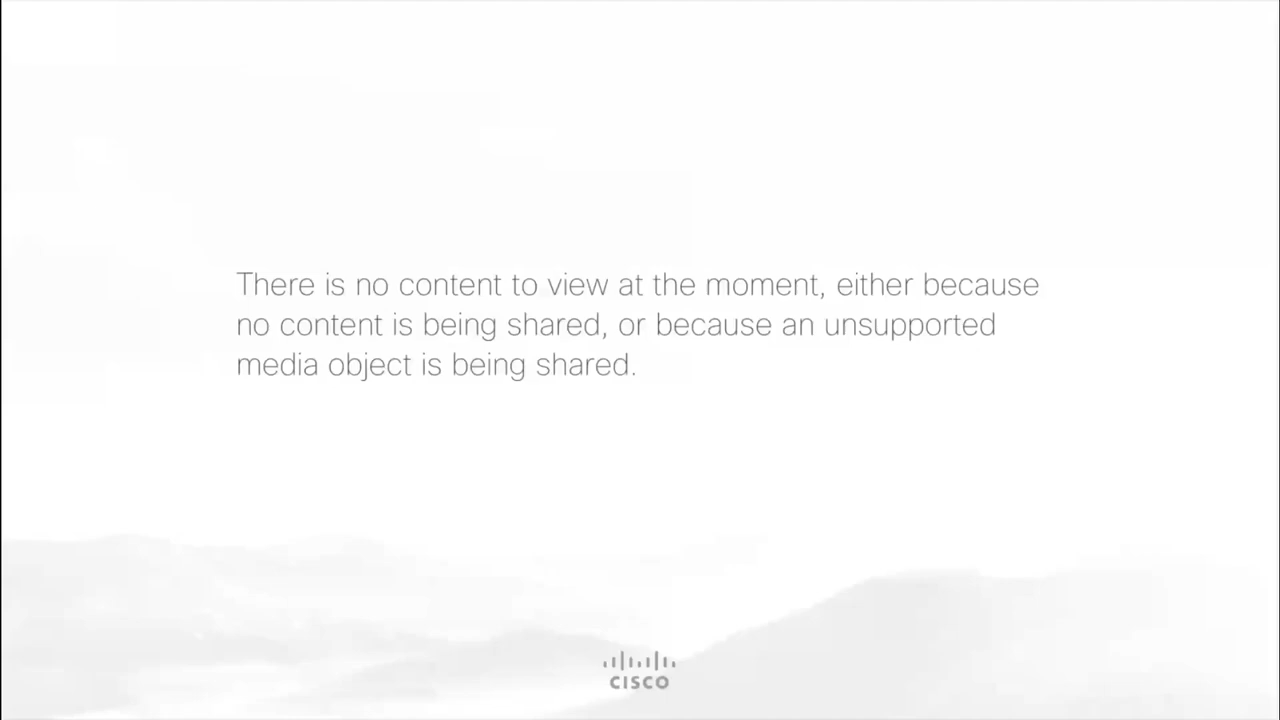 There is no content to view at the moment, either because
no content is being shared, or because an unsupported
media object is being shared.
CISCO